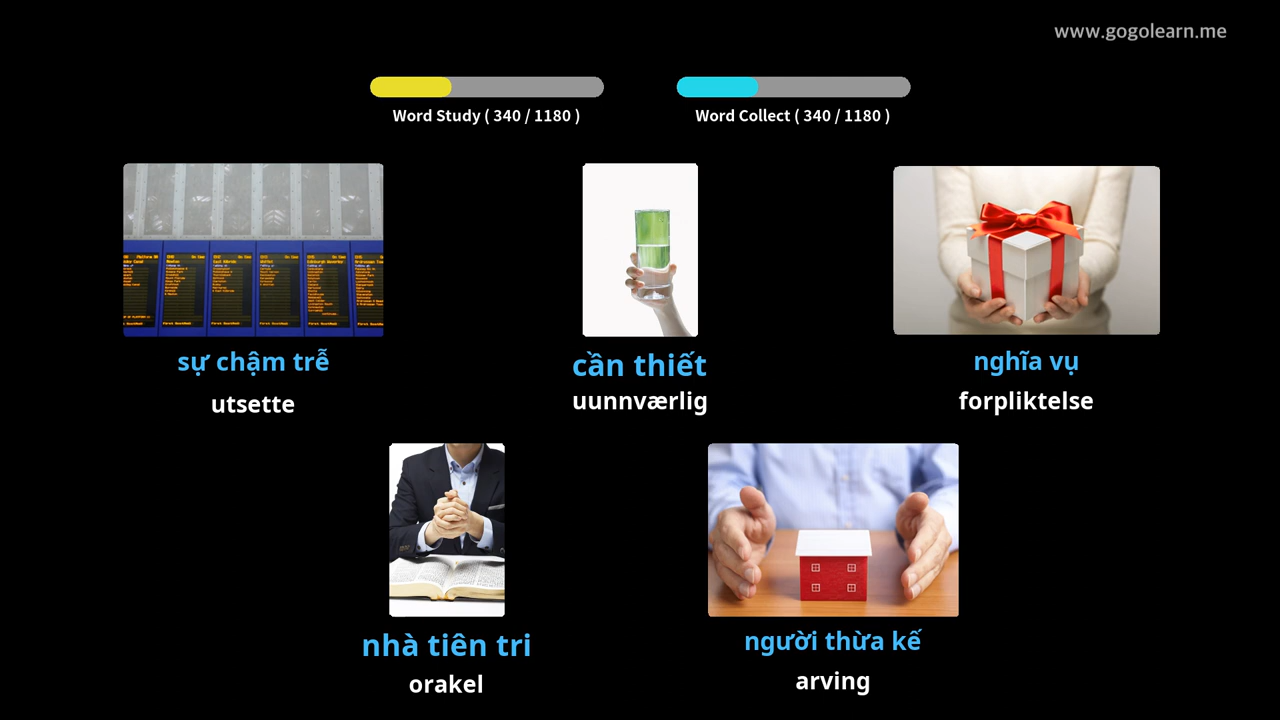 www.gogolearn.me
Word Study ( 340 / 1180 )
Word Collect ( 340 / 1180 )
sự chậm trễ
utsette
cần thiết
uunnværlig
nghĩa vụ
forpliktelse
nhà tiên tri
orakel
người thừa kế
arving